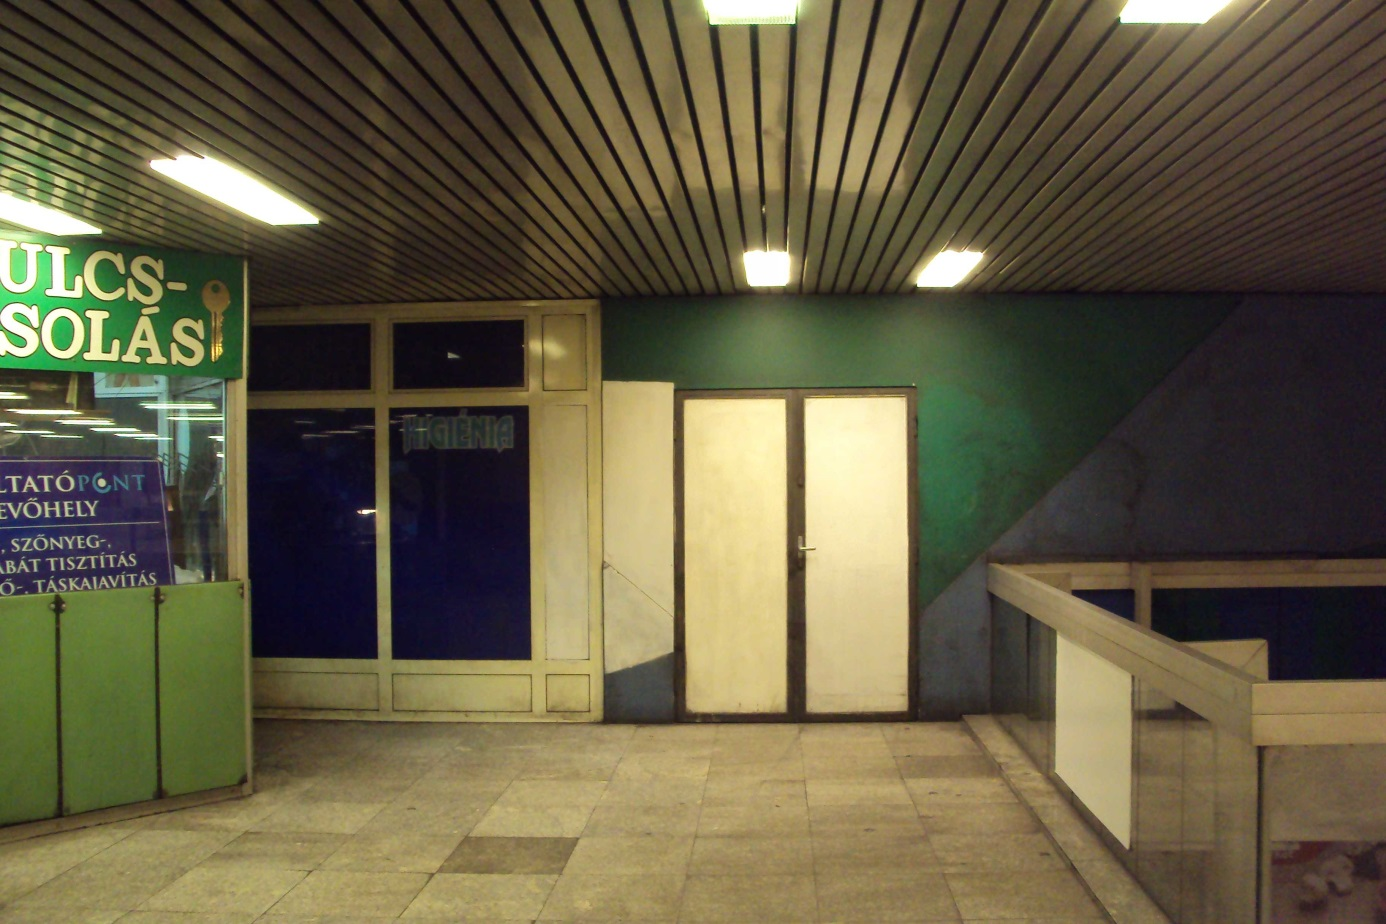 ULCS-
SOLÁS
LTATÓPONT
EVŐHELY
, SZŐNYEG-,
ABÁT TISZTÍTÁS
Ő-, TÁSKAJAVÍTÁS
HIGIÉNIA